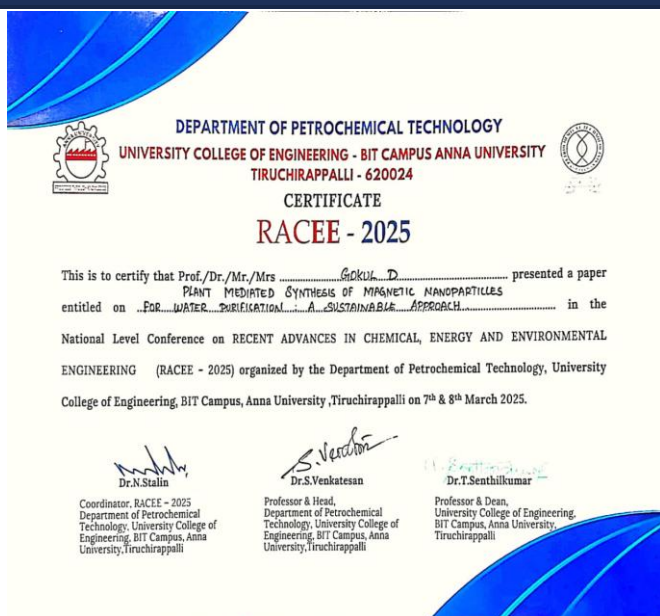 DEPARTMENT OF PETROCHEMICAL TECHNOLOGY
UNIVERSITY COLLEGE OF ENGINEERING - BIT CAMPUS ANNA UNIVERSITY
TIRUCHIRAPPALLI - 620024
CERTIFICATE
RACEE - 2025
This is to certify that Prof./Dr./Mr./Mrs GOKUL D presented a paper
PLANT MEDIATED SYNTHESIS OF MAGNETIC NANOPARTICLES
entitled on FOR WATER PURIFICATION : A SUSTAINABLE APPROACH in the
National Level Conference on RECENT ADVANCES IN CHEMICAL, ENERGY AND ENVIRONMENTAL
ENGINEERING (RACEE - 2025) organized by the Department of Petrochemical Technology, University
College of Engineering, BIT Campus, Anna University ,Tiruchirappalli on 7th & 8th March 2025.
Dr.N.Stalin
Coordinator, RACEE - 2025
Department of Petrochemical
Technology, University College of
Engineering, BIT Campus, Anna
University,Tiruchirappalli
Dr.S.Venkatesan
Professor & Head,
Department of Petrochemical
Technology, University College of
Engineering, BIT Campus, Anna
University,Tiruchirappalli
Dr.T.Senthilkumar
Professor & Dean,
University College of Engineering,
BIT Campus, Anna University,
Tiruchirappalli